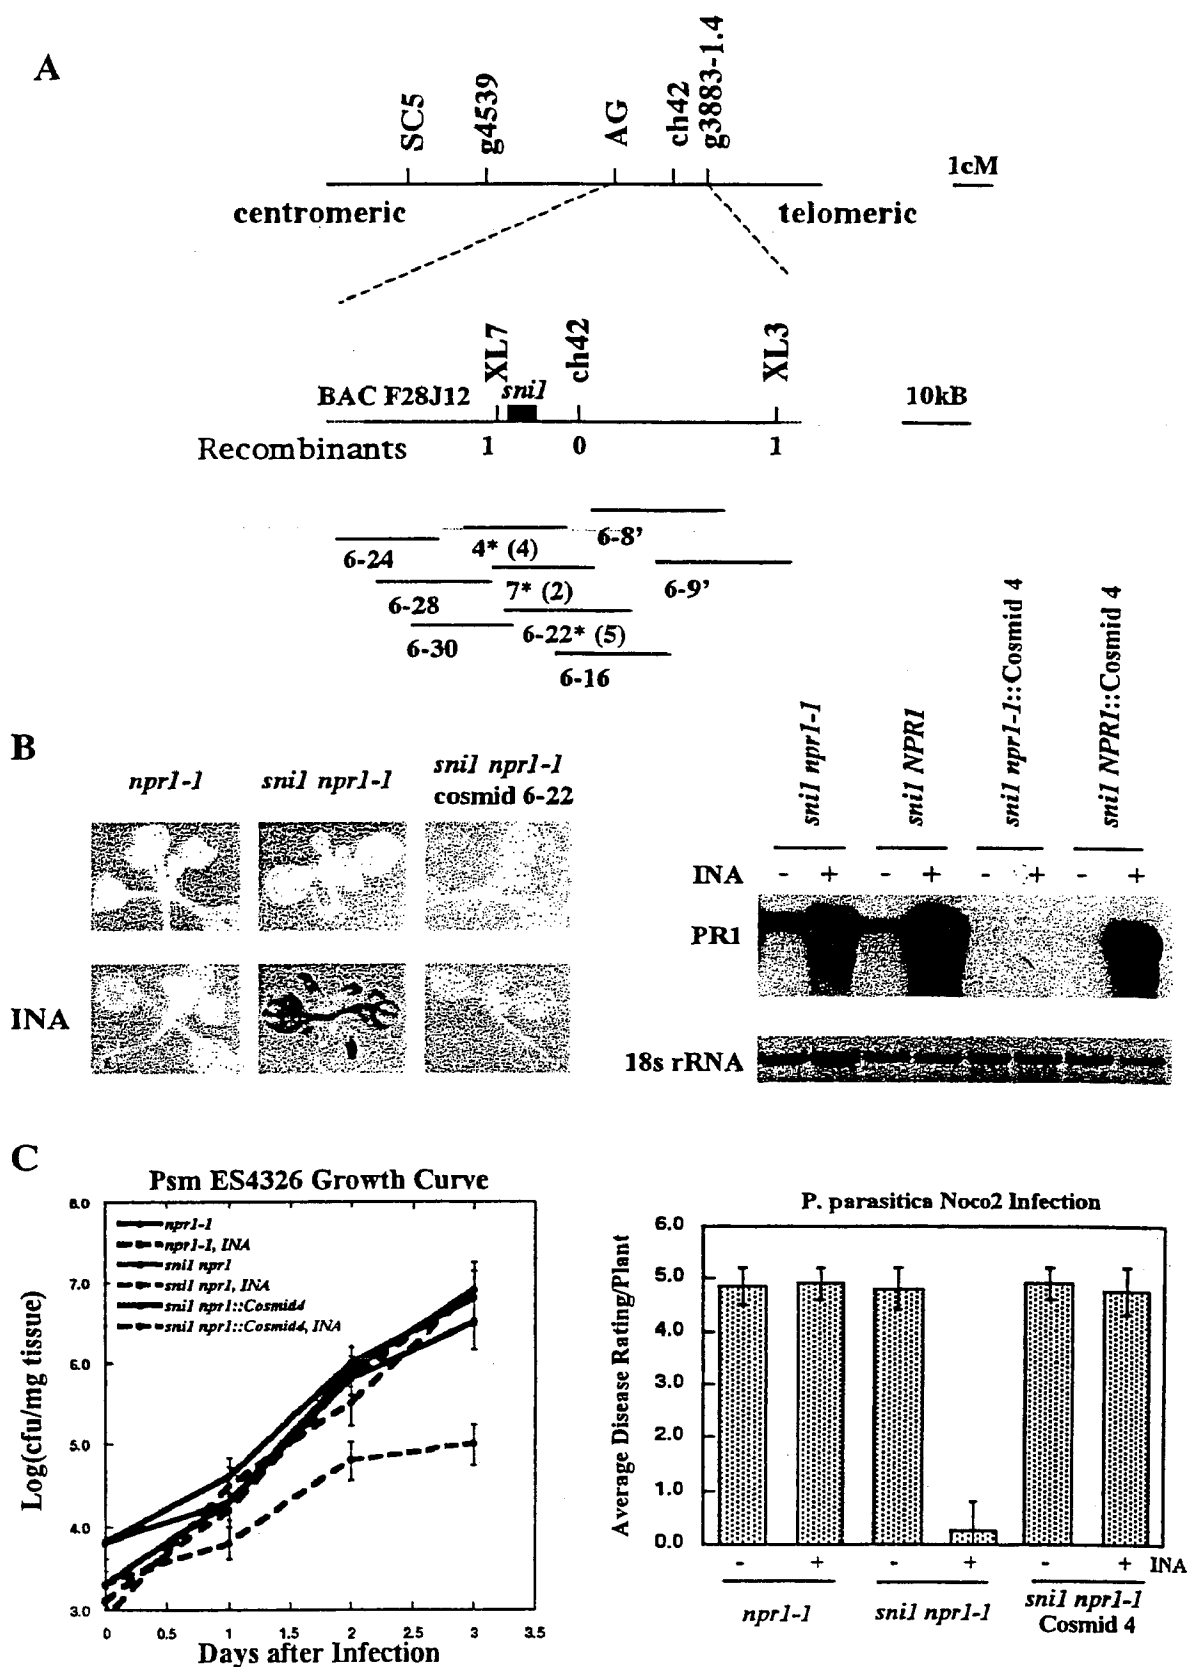 A
SC5
g4539
AG
ch42
g3883-1.4
1cM
centromeric
telomeric
XL7
sni1
ch42
XL3
BAC F28J12
10kB
Recombinants
1
0
1
6-8'
6-24
4* (4)
6-9'
6-28
7* (2)
6-30
6-22* (5)
6-16
B
npr1-1
sni1 npr1-1
sni1 npr1-1
cosmid 6-22
INA
sni1 npr1-1
sni1 NPR1
sni1 npr1-1::Cosmid 4
sni1 NPR1::Cosmid 4
INA - + - + - + - +
PR1
18s rRNA
C
Psm ES4326 Growth Curve
Log(cfu/mg tissue)
8.0
7.0
6.0
5.0
4.0
3.0
npr1-1
npr1-1, INA
sni1 npr1
sni1 npr1, INA
sni1 npr1::Cosmid4
sni1 npr1::Cosmid4, INA
0 0.5 1 1.5 2 2.5 3 3.5
Days after Infection
P. parasitica Noco2 Infection
Average Disease Rating/Plant
6.0
5.0
4.0
3.0
2.0
1.0
0.0
- + - + - + INA
npr1-1
sni1 npr1-1
sni1 npr1-1
Cosmid 4